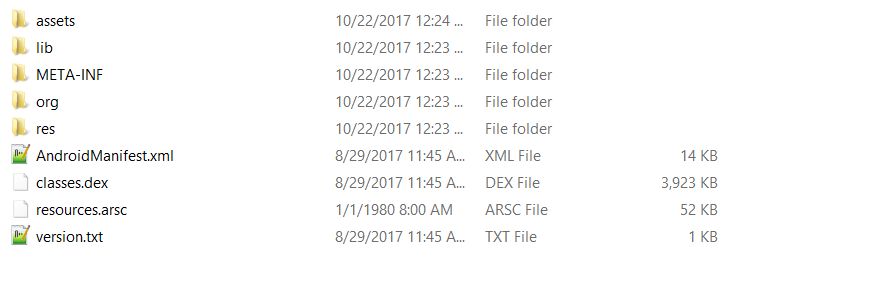 assets 10/22/2017 12:24 ... File folder
lib 10/22/2017 12:23 ... File folder
META-INF 10/22/2017 12:23 ... File folder
org 10/22/2017 12:23 ... File folder
res 10/22/2017 12:23 ... File folder
AndroidManifest.xml 8/29/2017 11:45 A... XML File 14 KB
classes.dex 8/29/2017 11:45 A... DEX File 3,923 KB
resources.arsc 1/1/1980 8:00 AM ARSC File 52 KB
version.txt 8/29/2017 11:45 A... TXT File 1 KB